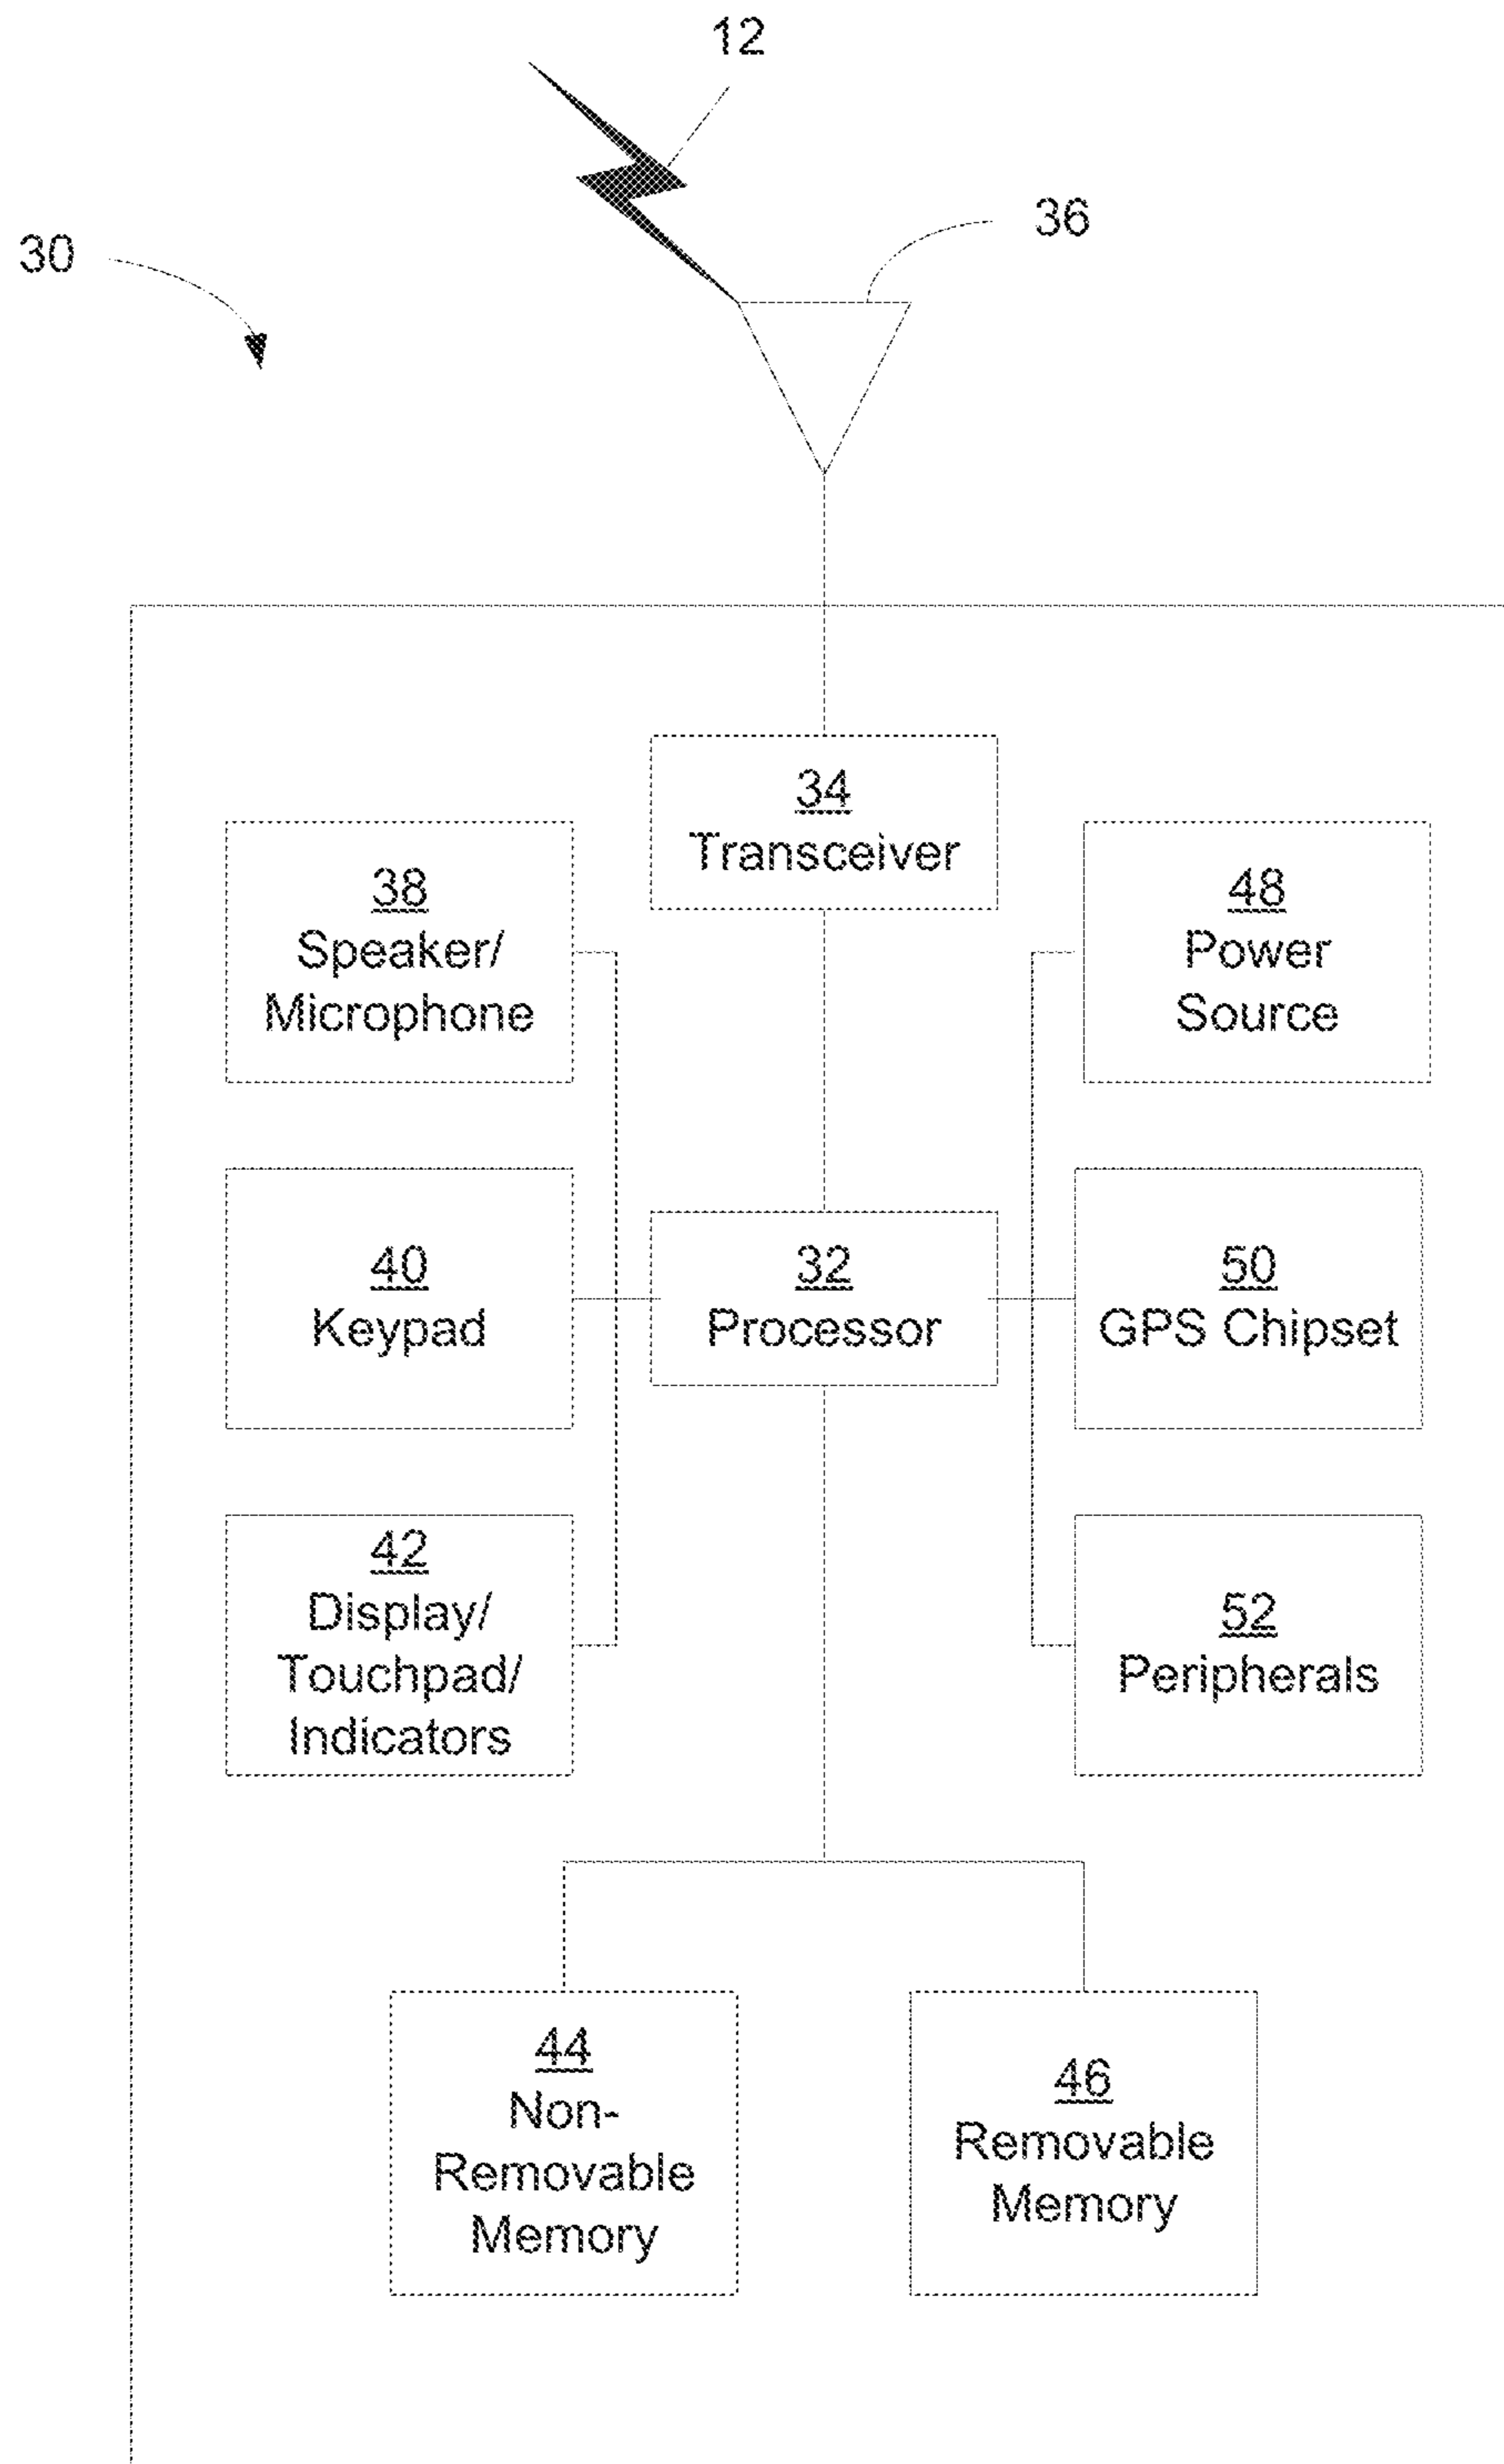 12
36
30
34
Transceiver
38
Speaker/
Microphone
48
Power
Source
40
Keypad
32
Processor
50
GPS Chipset
42
Display/
Touchpad/
Indicators
52
Peripherals
44
Non-
Removable
Memory
46
Removable
Memory